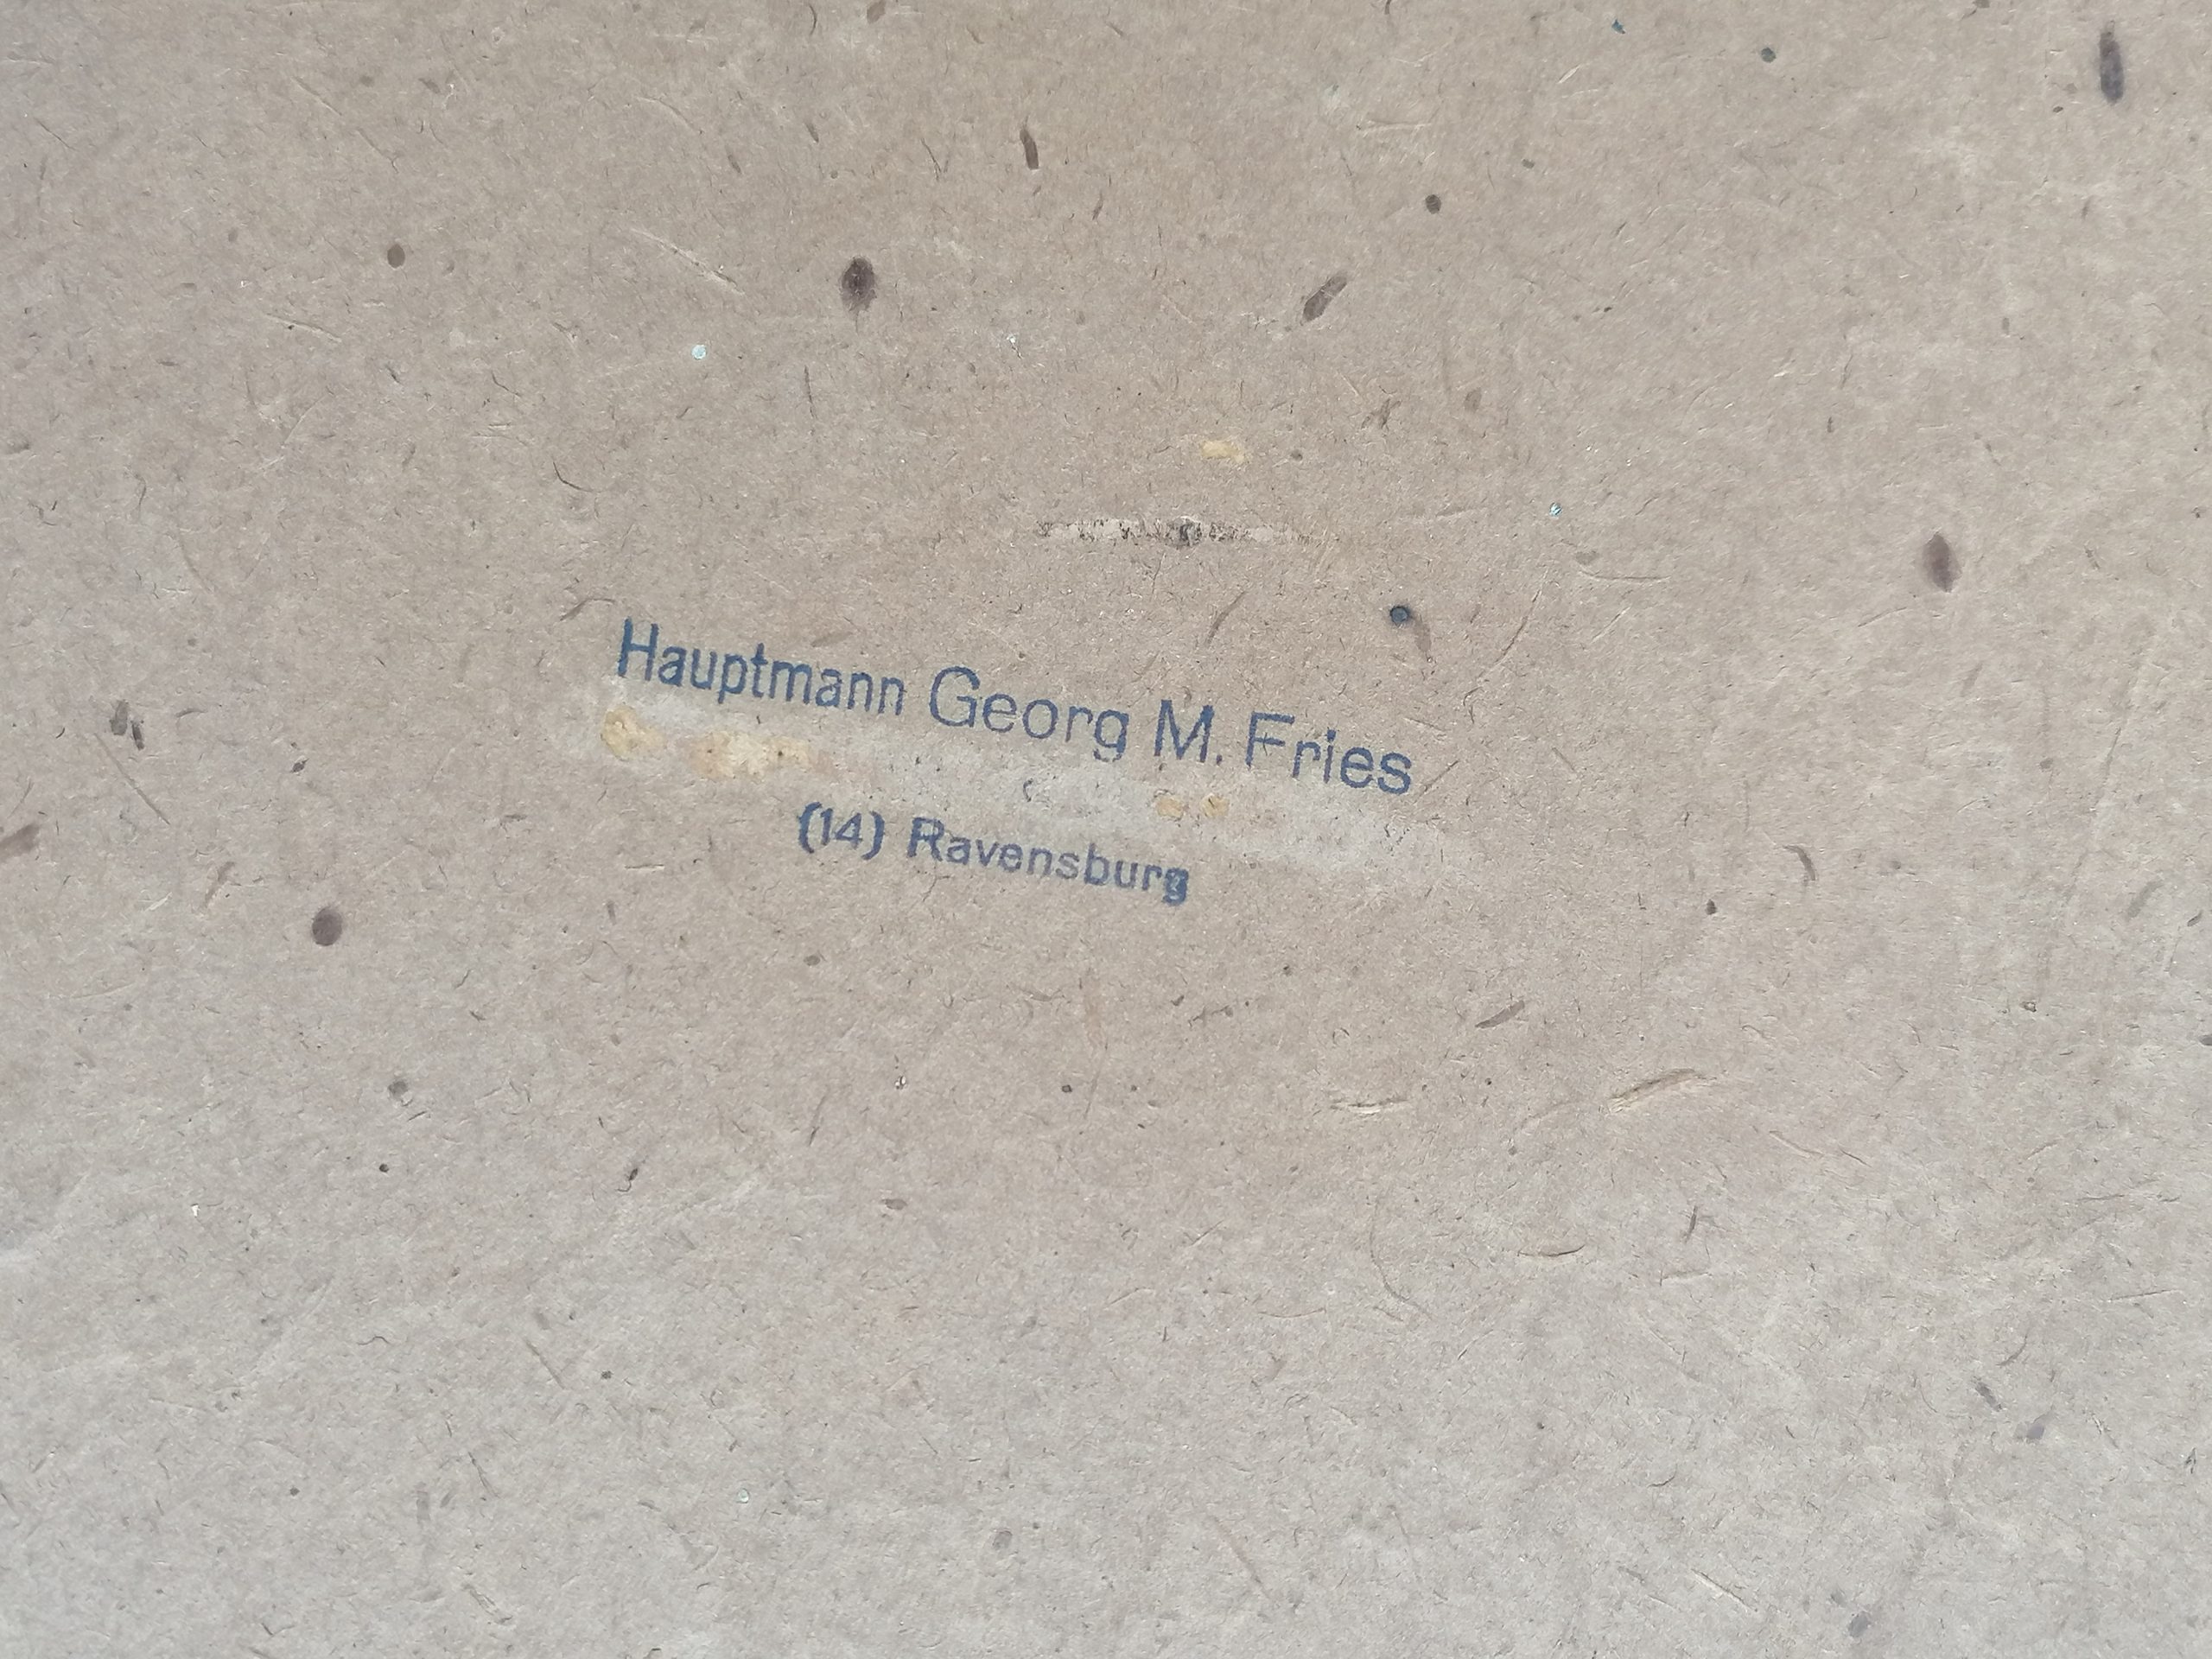 Hauptmann Georg M. Fries
(14) Ravensburg